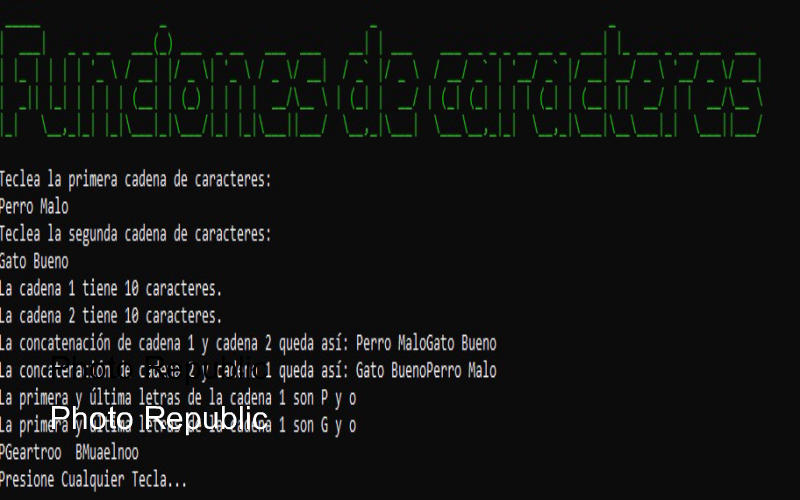 Funciones de caracteres
Teclea la primera cadena de caracteres:
Perro Malo
Teclea la segunda cadena de caracteres:
Gato Bueno
La cadena 1 tiene 10 caracteres.
La cadena 2 tiene 10 caracteres.
La concatenación de cadena 1 y cadena 2 queda así: Perro MaloGato Bueno
La concatenación de cadena 2 y cadena 1 queda así: Gato BuenoPerro Malo
Photo Republic
La primera y última letras de la cadena 1 son P y o
Photo Republic
La primera y última letras de la cadena 1 son G y o
PGeartroo  BMuaelnoo
Presione Cualquier Tecla...